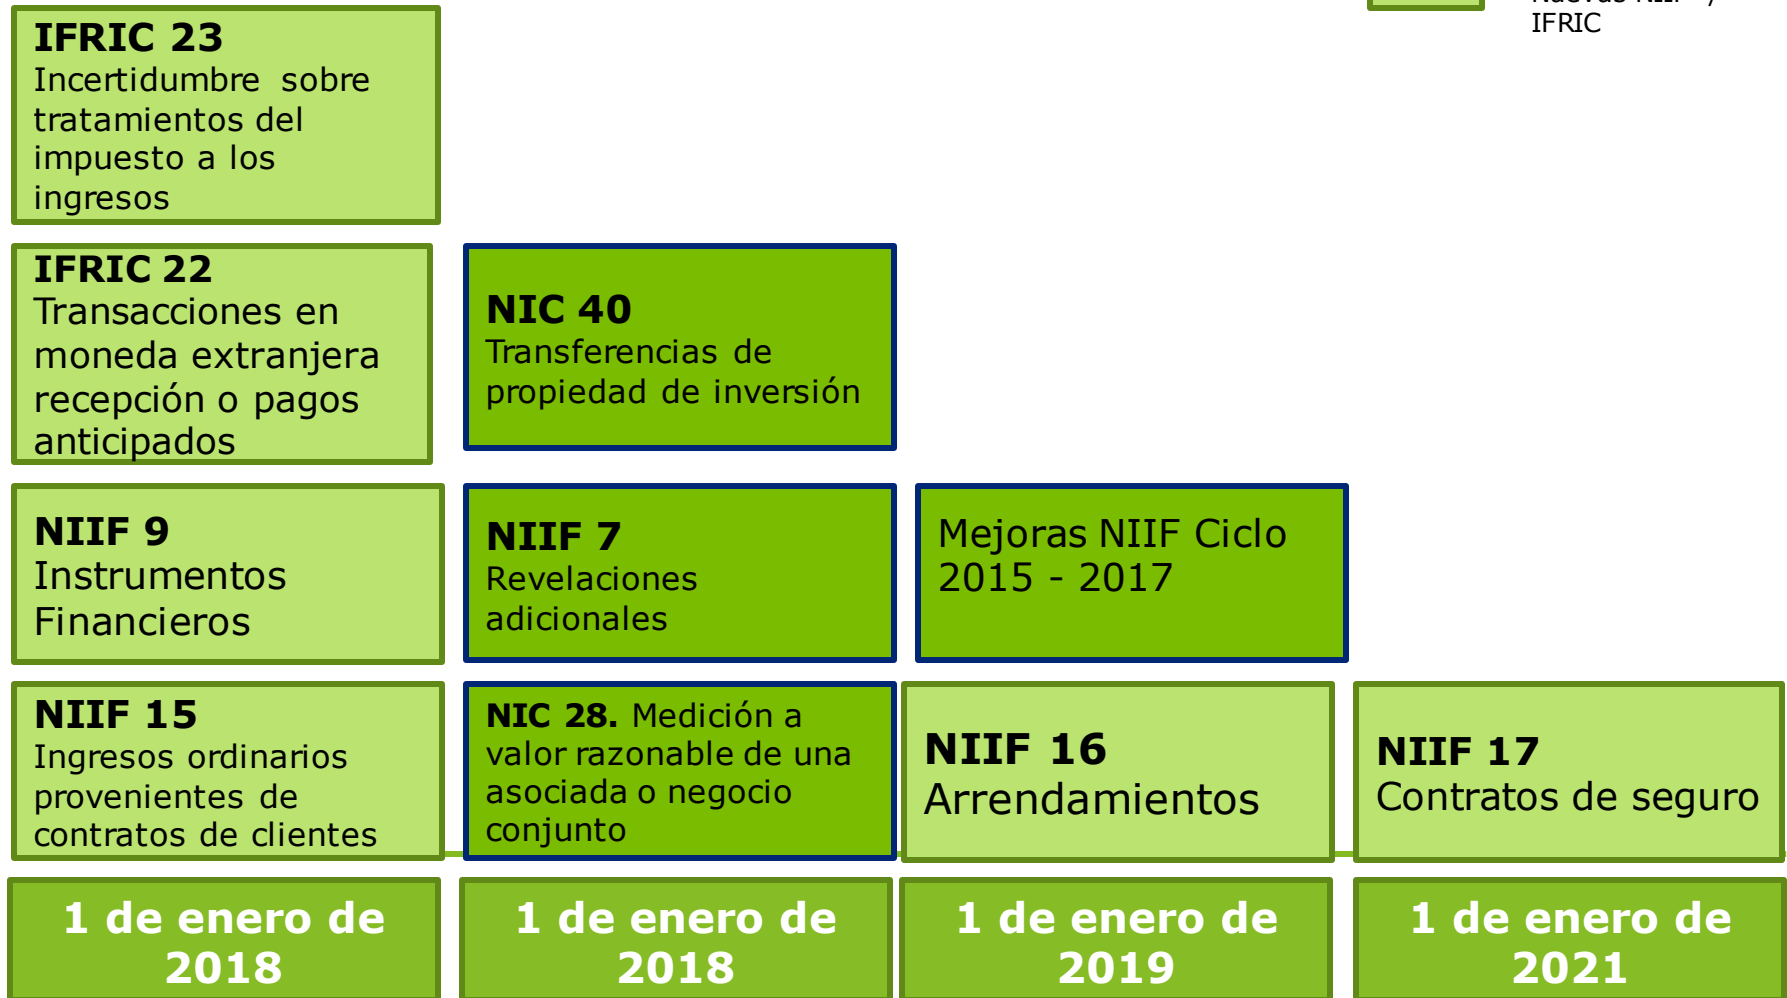 IFRIC
IFRIC 23
Incertidumbre sobre
tratamientos del
impuesto a los
ingresos
IFRIC 22
Transacciones en
moneda extranjera
recepción o pagos
anticipados
NIC 40
Transferencias de
propiedad de inversión
NIIF 9
Instrumentos
Financieros
NIIF 7
Revelaciones
adicionales
Mejoras NIIF Ciclo
2015 - 2017
NIIF 15
Ingresos ordinarios
provenientes de
contratos de clientes
NIC 28. Medición a
valor razonable de una
asociada o negocio
conjunto
NIIF 16
Arrendamientos
NIIF 17
Contratos de seguro
1 de enero de
2018
1 de enero de
2018
1 de enero de
2019
1 de enero de
2021